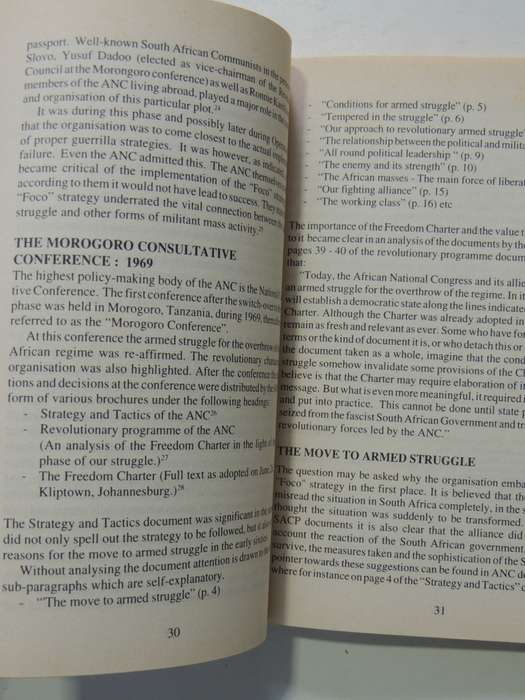 passport. Well-known South African Communists in the
Slovo, Yusuf Dadoo (elected as vice-chairman of the
Council at the Morongoro conference) as well as Ronnie
members of the ANC living abroad, played a major role in the
and organisation of this particular plot.24
It was during this phase and possibly later during
that the organisation was to come closest to the actual
of proper guerrilla strategies. It was however, as
failure. Even the ANC admitted this. The ANC
became critical of the implementation of the "Foco"
according to them it would not have lead to success. They
"Foco" strategy underrated the vital connection between the
struggle and other forms of militant mass activity.25
THE MOROGORO CONSULTATIVE
CONFERENCE : 1969
The highest policy-making body of the ANC is the National
tive Conference. The first conference after the
phase was held in Morogoro, Tanzania, during 1969,
referred to as the "Morogoro Conference".
At this conference the armed struggle for the overthrow of the
African regime was re-affirmed. The revolutionary
organisation was also highlighted. After the conference the
tions and decisions at the conference were distributed by the
form of various brochures under the following headings:
- Strategy and Tactics of the ANC26
- Revolutionary programme of the ANC
(An analysis of the Freedom Charter in the light of
phase of our struggle.)27
- The Freedom Charter (Full text as adopted on June
Kliptown, Johannesburg.)28
The Strategy and Tactics document was significant in the
did not only spell out the strategy to be followed, but
reasons for the move to armed struggle in the early sixties
Without analysing the document attention is drawn to
sub-paragraphs which are self-explanatory.
- "The move to armed struggle" (p. 4)
30
- "Conditions for armed struggle" (p. 5)
- "Tempered in the struggle" (p. 6)
- "Our approach to revolutionary armed struggle
- "The relationship between the political and
- "All round political leadership " (p. 9)
- "The enemy and its strength" (p. 10)
- "The African masses - The main force of
- "Our fighting alliance" (p. 15)
- "The working class" (p. 16) etc
The importance of the Freedom Charter and the value
to it became clear in an analysis of the documents by the
pages 39 - 40 of the revolutionary programme
that:
"Today, the African National Congress and its
an armed struggle for the overthrow of the regime. In
will establish a democratic state along the lines
Charter. Although the Charter was adopted
remain as fresh and relevant as ever. Some who have
terms or the kind of document it is, or who detach this or
the document taken as a whole, imagine that the
struggle somehow invalidate some provisions of the
believe is that the Charter may require elaboration of
message. But what is even more meaningful, it
and put into practice. This cannot be done until state
seized from the fascist South African Government and
revolutionary forces led by the ANC."
THE MOVE TO ARMED STRUGGLE
The question may be asked why the organisation
"Foco" strategy in the first place. It is believed that
misread the situation in South Africa completely, in the
thought the situation was suddenly to be transformed.
SACP documents it is also clear that the alliance did
account the reaction of the South African
survive, the measures taken and the sophistication of the
pointer towards these suggestions can be found in ANC
where for instance on page 4 of the "Strategy and Tactics"
31